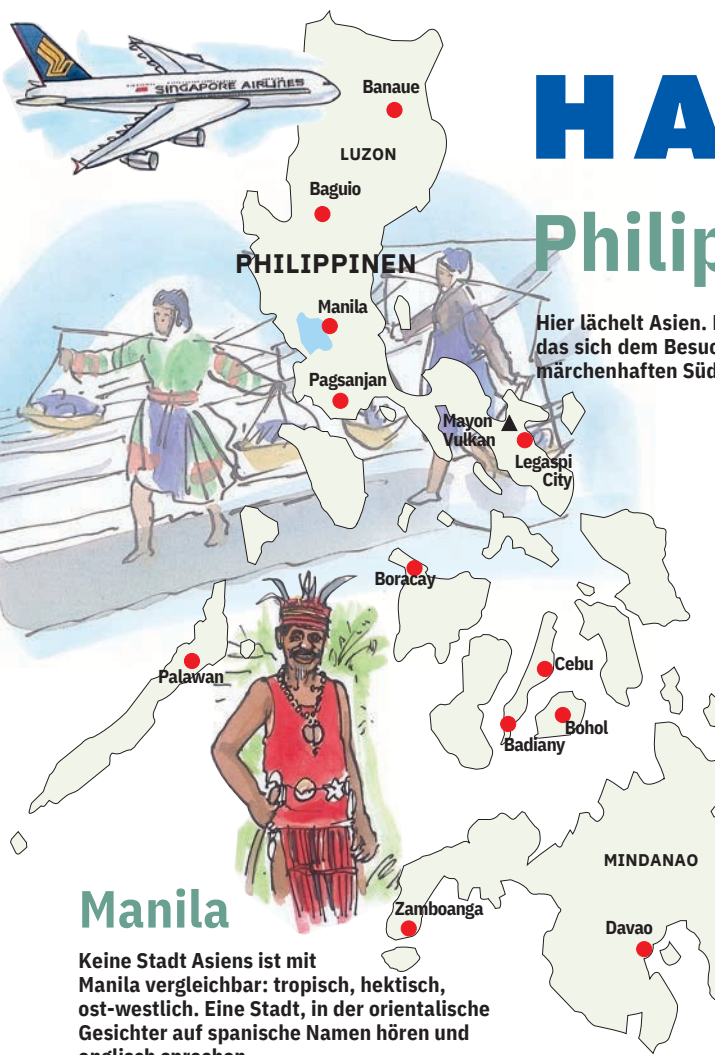 SINGAPORE AIRLINES
Banaue
HA
LUZON
Baguio
Philip
PHILIPPINEN
Manila
Hier lächelt Asien.
das sich dem Besuc
märchenhaften Süd
Pagsanjan
Mayon
Vulkan
Legaspi
City
Boracay
Palawan
Cebu
Bohol
Badiany
MINDANAO
Manila
Zamboanga
Davao
Keine Stadt Asiens ist mit
Manila vergleichbar: tropisch, hektisch,
ost-westlich. Eine Stadt, in der orientalische
Gesichter auf spanische Namen hören und
englisch sprechen